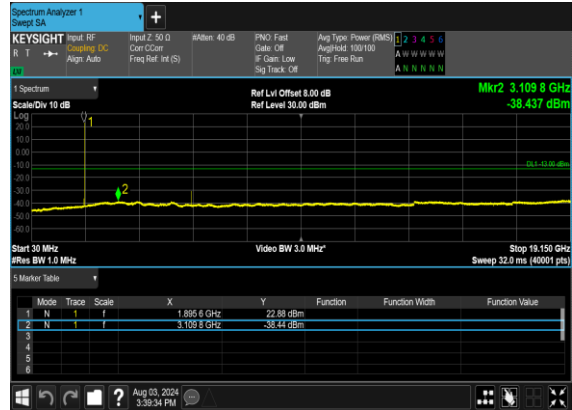 Spectrum Analyzer 1
Swept SA
+
KEYSIGHT Input: RF Input Z: 50 Ω #Atten: 40 dB PNO: Fast Avg Type: Power (RMS) 1 2 3 4 5 6
R T Coupling: DC Corr CCorr Gate: Off Avg|Hold: 100/100 A W W W W W
Align: Auto Freq Ref: Int (S) IF Gain: Low Trig: Free Run
Sig Track: Off A N N N N N
1 Spectrum Ref Lvl Offset 8.00 dB Mkr2 3.109 8 GHz
Scale/Div 10 dB Ref Level 30.00 dBm -38.437 dBm
Log
1
20.0
10.0
0.00
-10.0 DL1 -13.00 dBm
-20.0
-30.0 2
-40.0
-50.0
-60.0
Start 30 MHz Video BW 3.0 MHz* Stop 19.150 GHz
#Res BW 1.0 MHz Sweep 32.0 ms (40001 pts)
5 Marker Table
Mode Trace Scale X Y Function Function Width Function Value
1 N 1 f 1.895 6 GHz 22.88 dBm
2 N 1 f 3.109 8 GHz -38.44 dBm
3
4
5
6
? Aug 03, 2024
3:39:34 PM